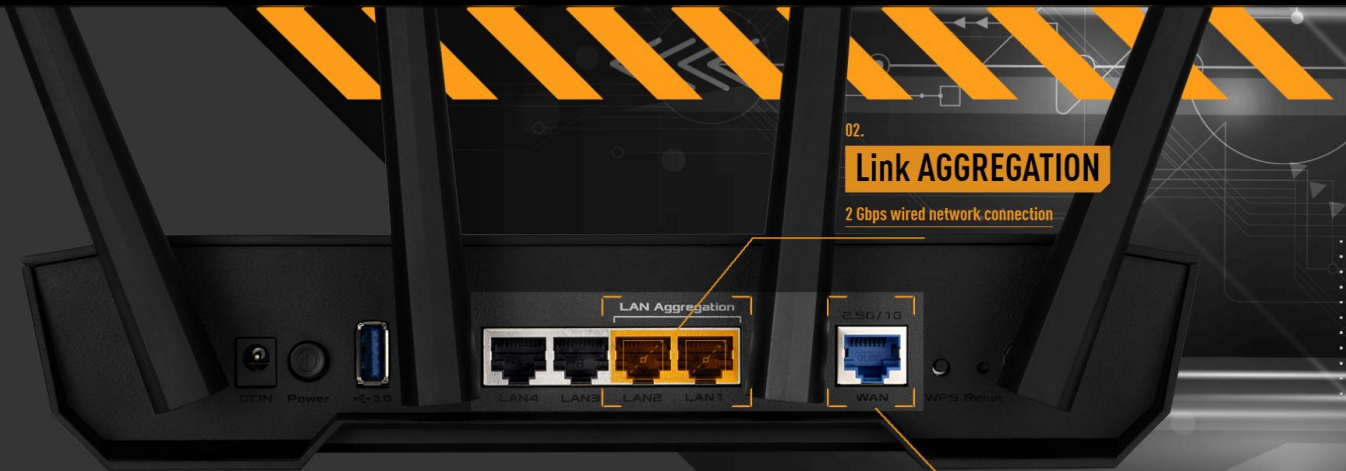 02.
Link AGGREGATION
2 Gbps wired network connection
LAN Aggregation
2.5G/1G
DCIN Power 3.0 LAN4 LAN3 LAN2 LAN1 WAN WPS Reset